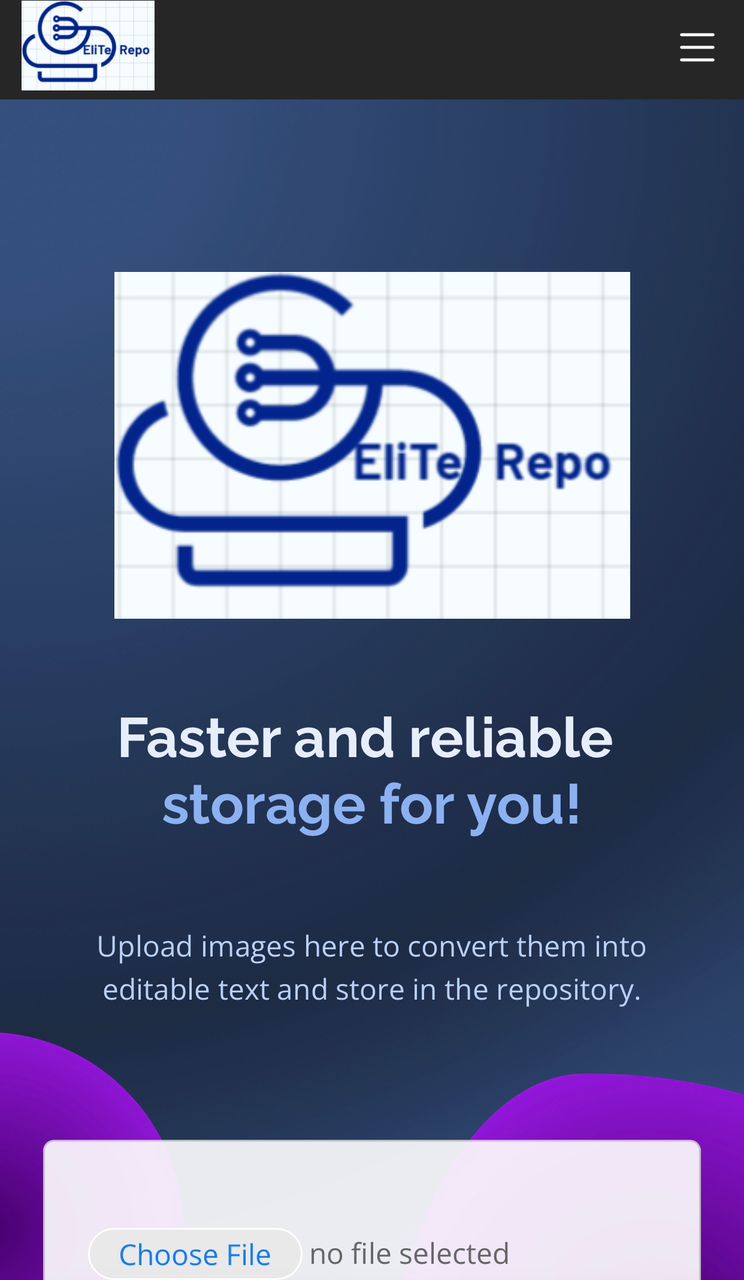 EliTe Repo
EliTe Repo
Faster and reliable
storage for you!
Upload images here to convert them into
editable text and store in the repository.
Choose File no file selected